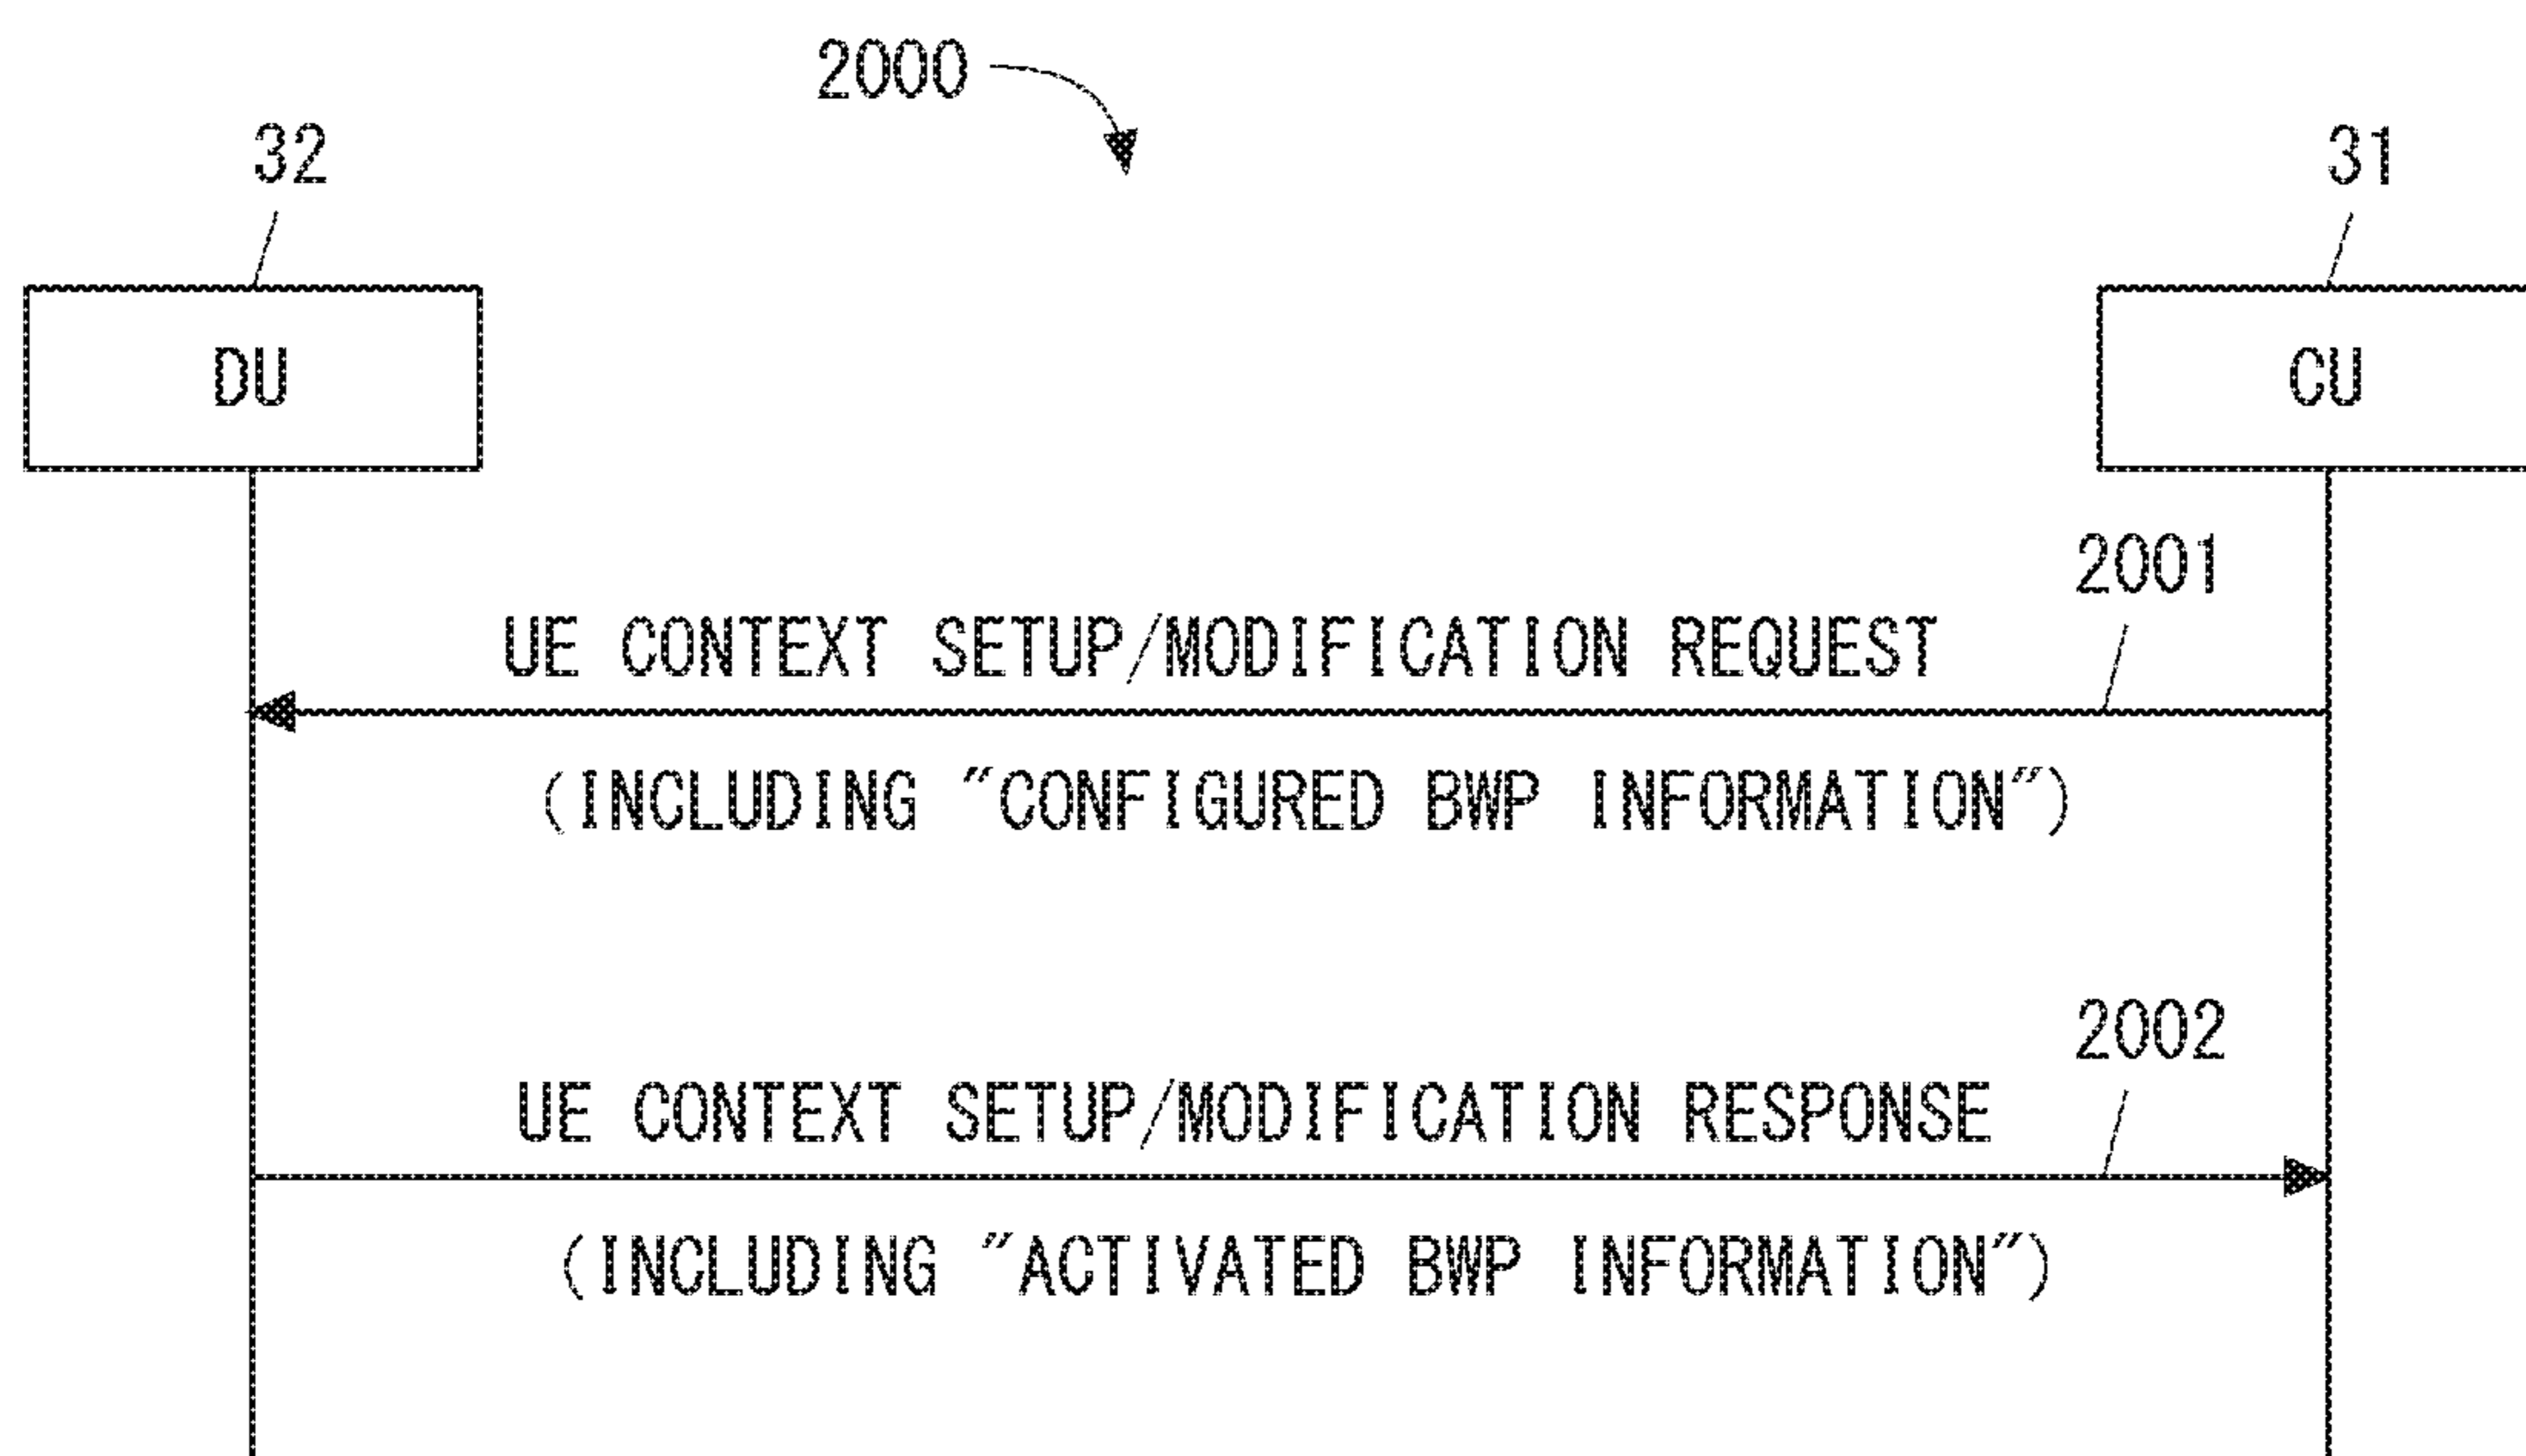 2000
32
31
DU
CU
2001
UE CONTEXT SETUP/MODIFICATION REQUEST
(INCLUDING "CONFIGURED BWP INFORMATION")
2002
UE CONTEXT SETUP/MODIFICATION RESPONSE
(INCLUDING "ACTIVATED BWP INFORMATION")